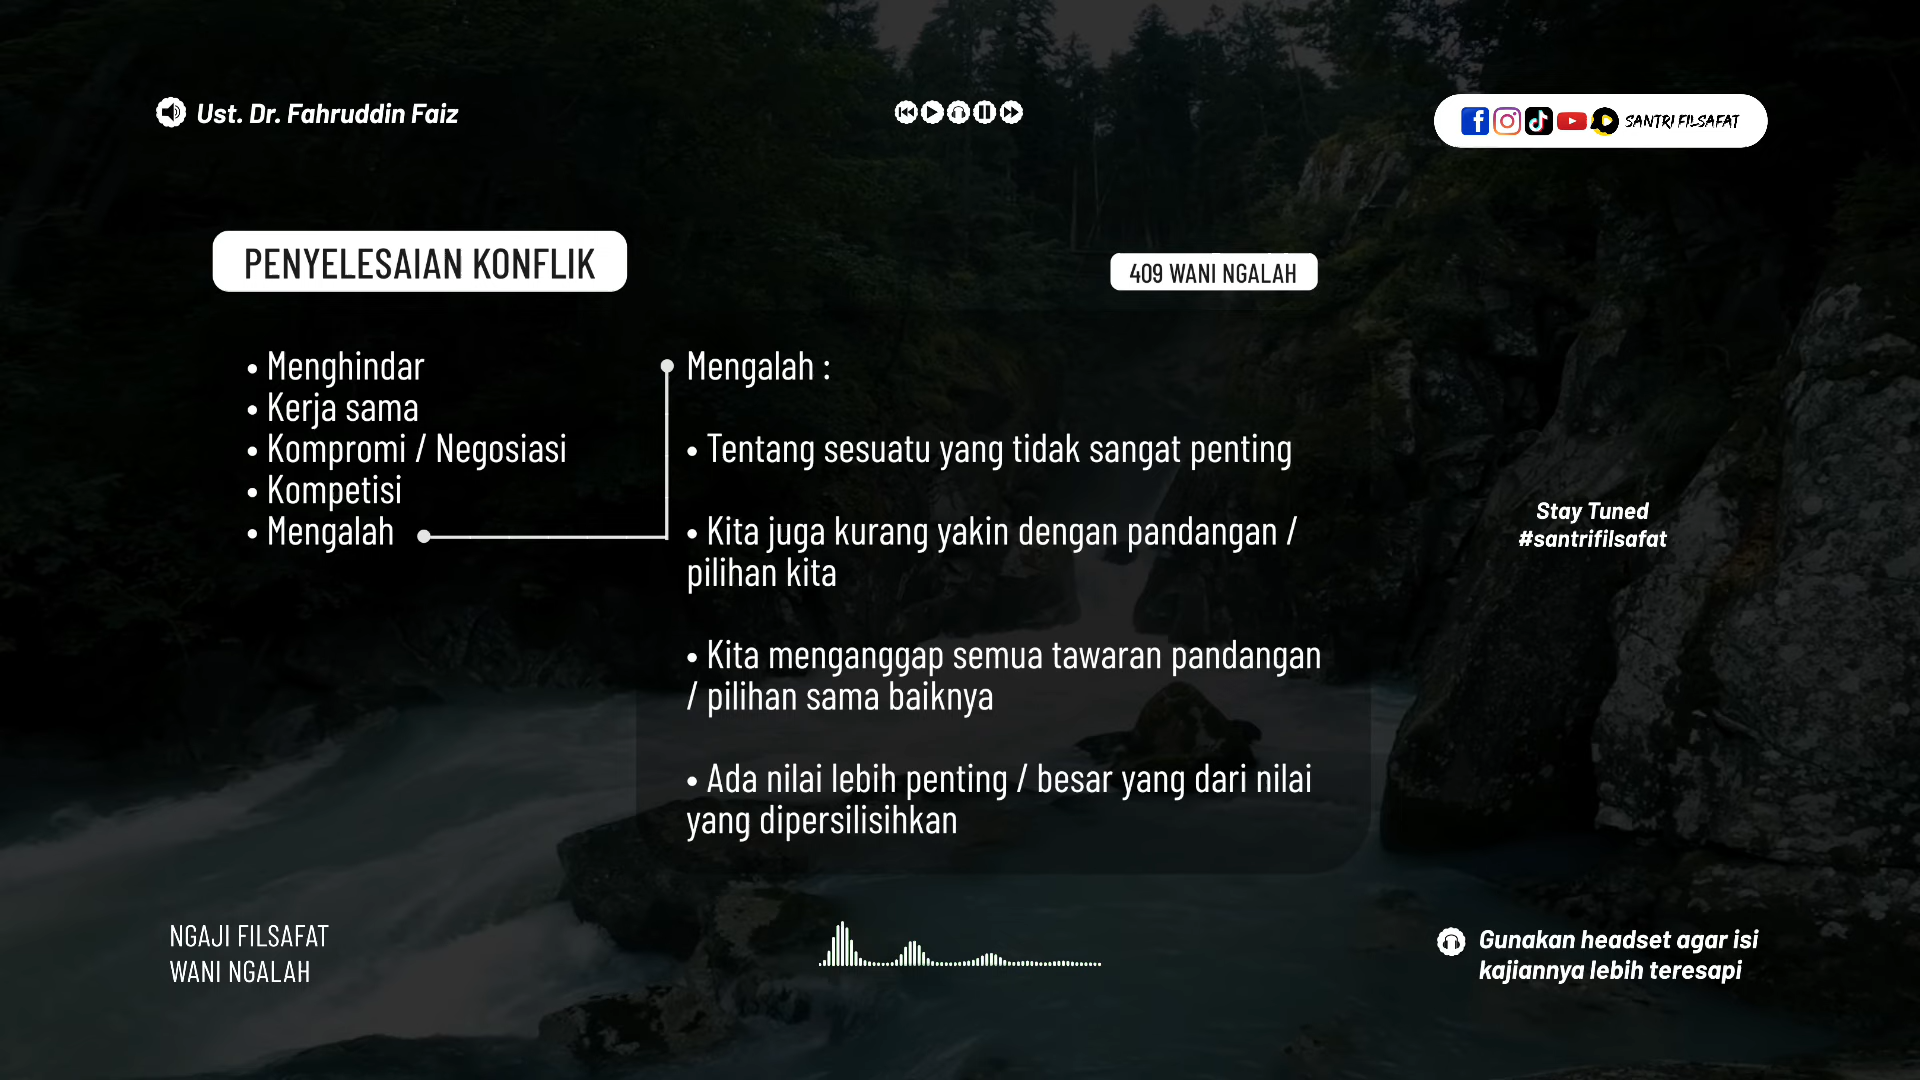 Ust. Dr. Fahruddin Faiz
SANTRI FILSAFAT
PENYELESAIAN KONFLIK
409 WANI NGALAH
• Menghindar
• Kerja sama
• Kompromi / Negosiasi
• Kompetisi
• Mengalah
Mengalah :
• Tentang sesuatu yang tidak sangat penting
• Kita juga kurang yakin dengan pandangan /
pilihan kita
• Kita menganggap semua tawaran pandangan
/ pilihan sama baiknya
• Ada nilai lebih penting / besar yang dari nilai
yang dipersilisihkan
Stay Tuned
#santrifilsafat
NGAJI FILSAFAT
WANI NGALAH
Gunakan headset agar isi
kajiannya lebih teresapi